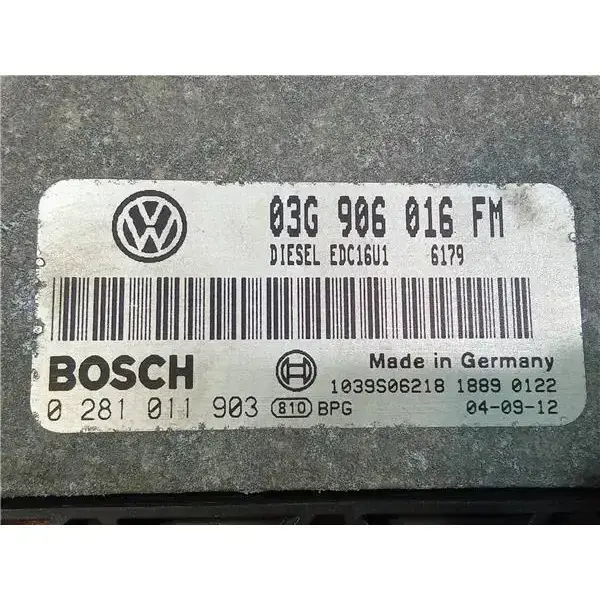 03G 906 016 FM
DIESEL EDC16U1 6179
BOSCH
Made in Germany
1039S06218 1889 0122
0 281 011 903 810 BPG 04-09-12